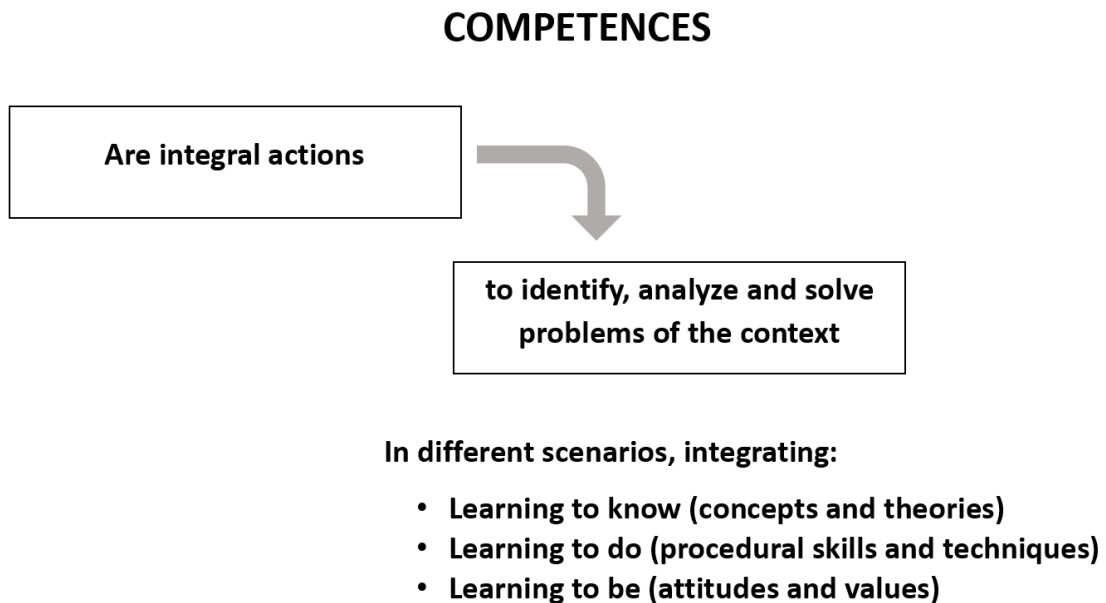 COMPETENCES
Are integral actions
to identify, analyze and solve
problems of the context
In different scenarios, integrating:
• Learning to know (concepts and theories)
• Learning to do (procedural skills and techniques)
• Learning to be (attitudes and values)